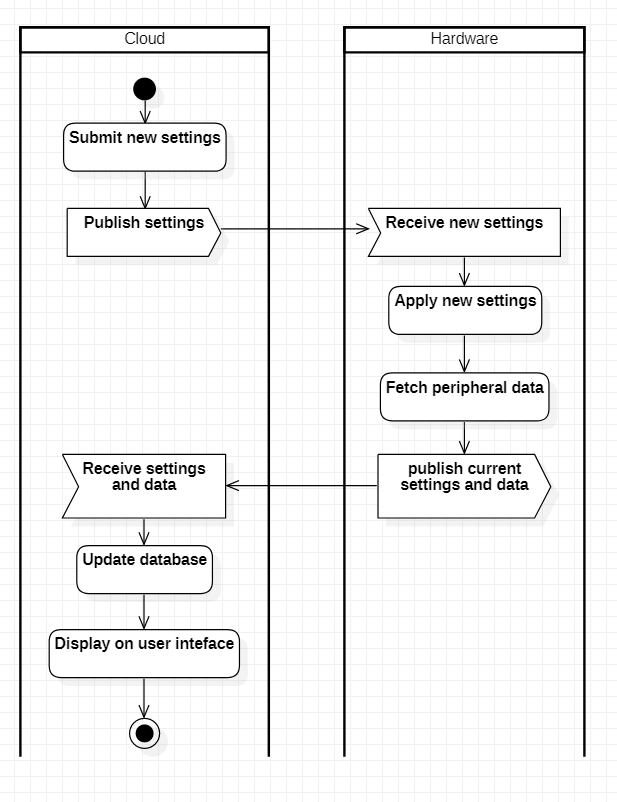 Cloud
Hardware
Submit new settings
Publish settings
Receive new settings
Apply new settings
Fetch peripheral data
publish current
settings and data
Receive settings
and data
Update database
Display on user inteface